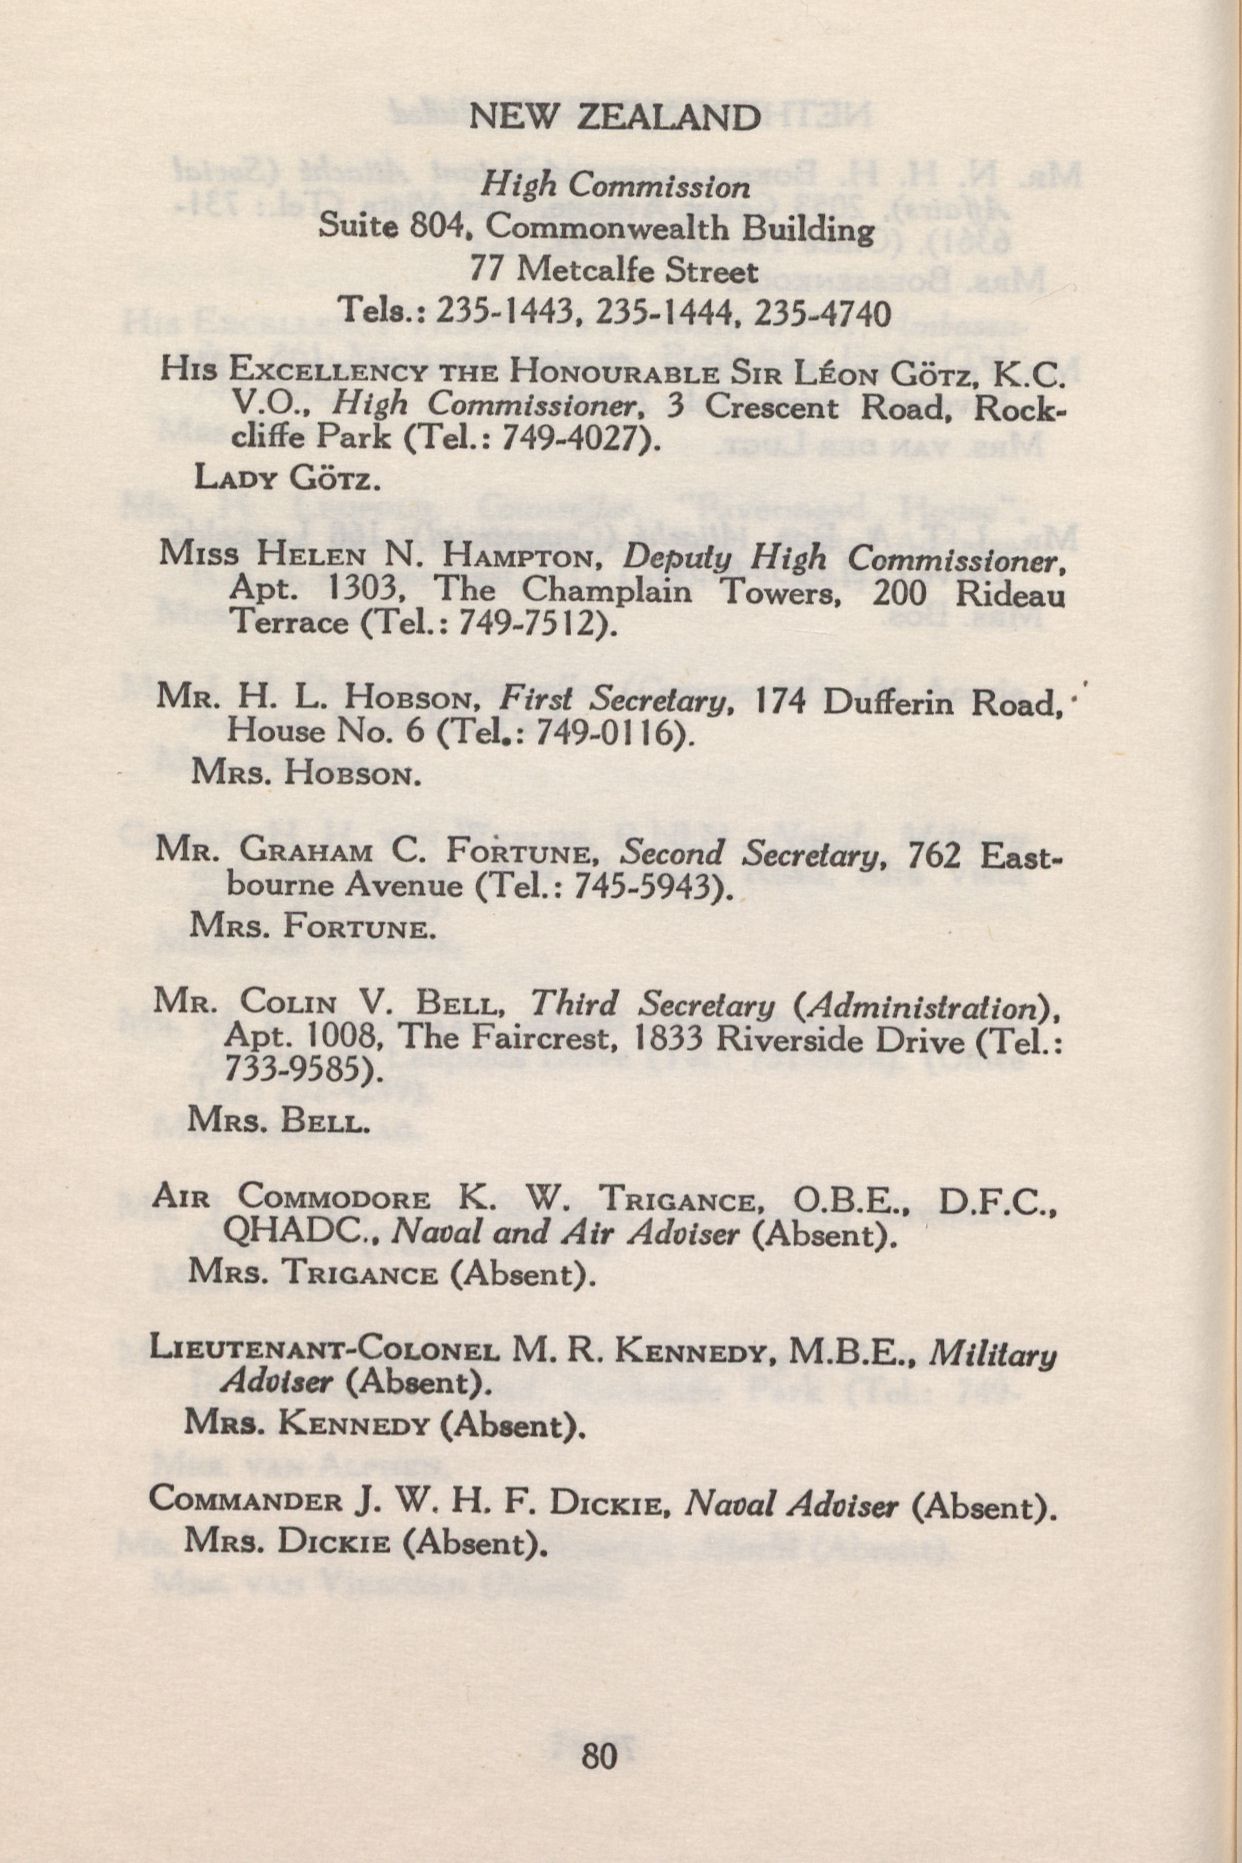 NEW ZEALAND
High Commission
Suite 804, Commonwealth Building
77 Metcalfe Street
Tels.: 235-1443, 235-1444, 235-4740
His Excellency the Honourable Sir Léon Götz, K.C.
V.O., High Commissioner, 3 Crescent Road, Rock-
cliffe Park (Tel.: 749-4027).
Lady Götz.
Miss Helen N. Hampton, Deputy High Commissioner,
Apt. 1303, The Champlain Towers, 200 Rideau
Terrace (Tel.: 749-7512).
Mr. H. L. Hobson, First Secretary, 174 Dufferin Road,
House No. 6 (Tel.: 749-0116).
Mrs. Hobson.
Mr. Graham C. Fortune, Second Secretary, 762 East-
bourne Avenue (Tel.: 745-5943).
Mrs. Fortune.
Mr. Colin V. Bell, Third Secretary (Administration),
Apt. 1008, The Faircrest, 1833 Riverside Drive (Tel.:
733-9585).
Mrs. Bell.
Air Commodore K. W. Trigance, O.B.E., D.F.C.,
QHADC., Naval and Air Adviser (Absent).
Mrs. Trigance (Absent).
Lieutenant-Colonel M. R. Kennedy, M.B.E., Military
Adviser (Absent).
Mrs. Kennedy (Absent).
Commander J. W. H. F. Dickie, Naval Adviser (Absent).
Mrs. Dickie (Absent).
80